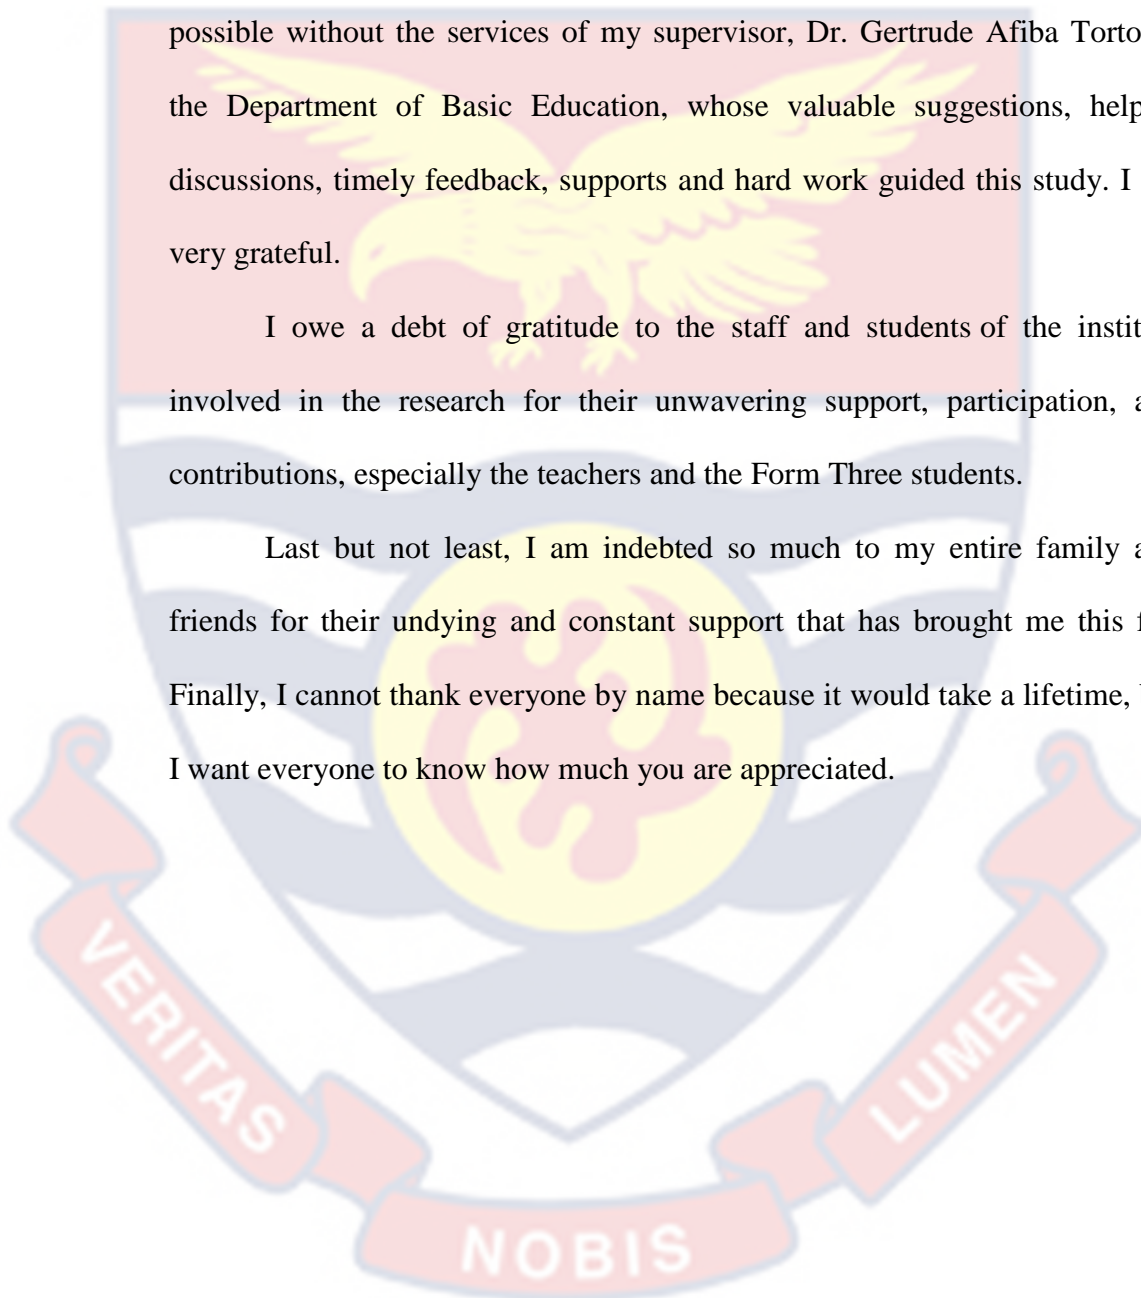 possible without the services of my supervisor, Dr. Gertrude Afiba Torto
the Department of Basic Education, whose valuable suggestions, help
discussions, timely feedback, supports and hard work guided this study. I
very grateful.
I owe a debt of gratitude to the staff and students of the instit
involved in the research for their unwavering support, participation, a
contributions, especially the teachers and the Form Three students.
Last but not least, I am indebted so much to my entire family a
friends for their undying and constant support that has brought me this f
Finally, I cannot thank everyone by name because it would take a lifetime,
I want everyone to know how much you are appreciated.
VERITAS
NOBIS
LUMEN